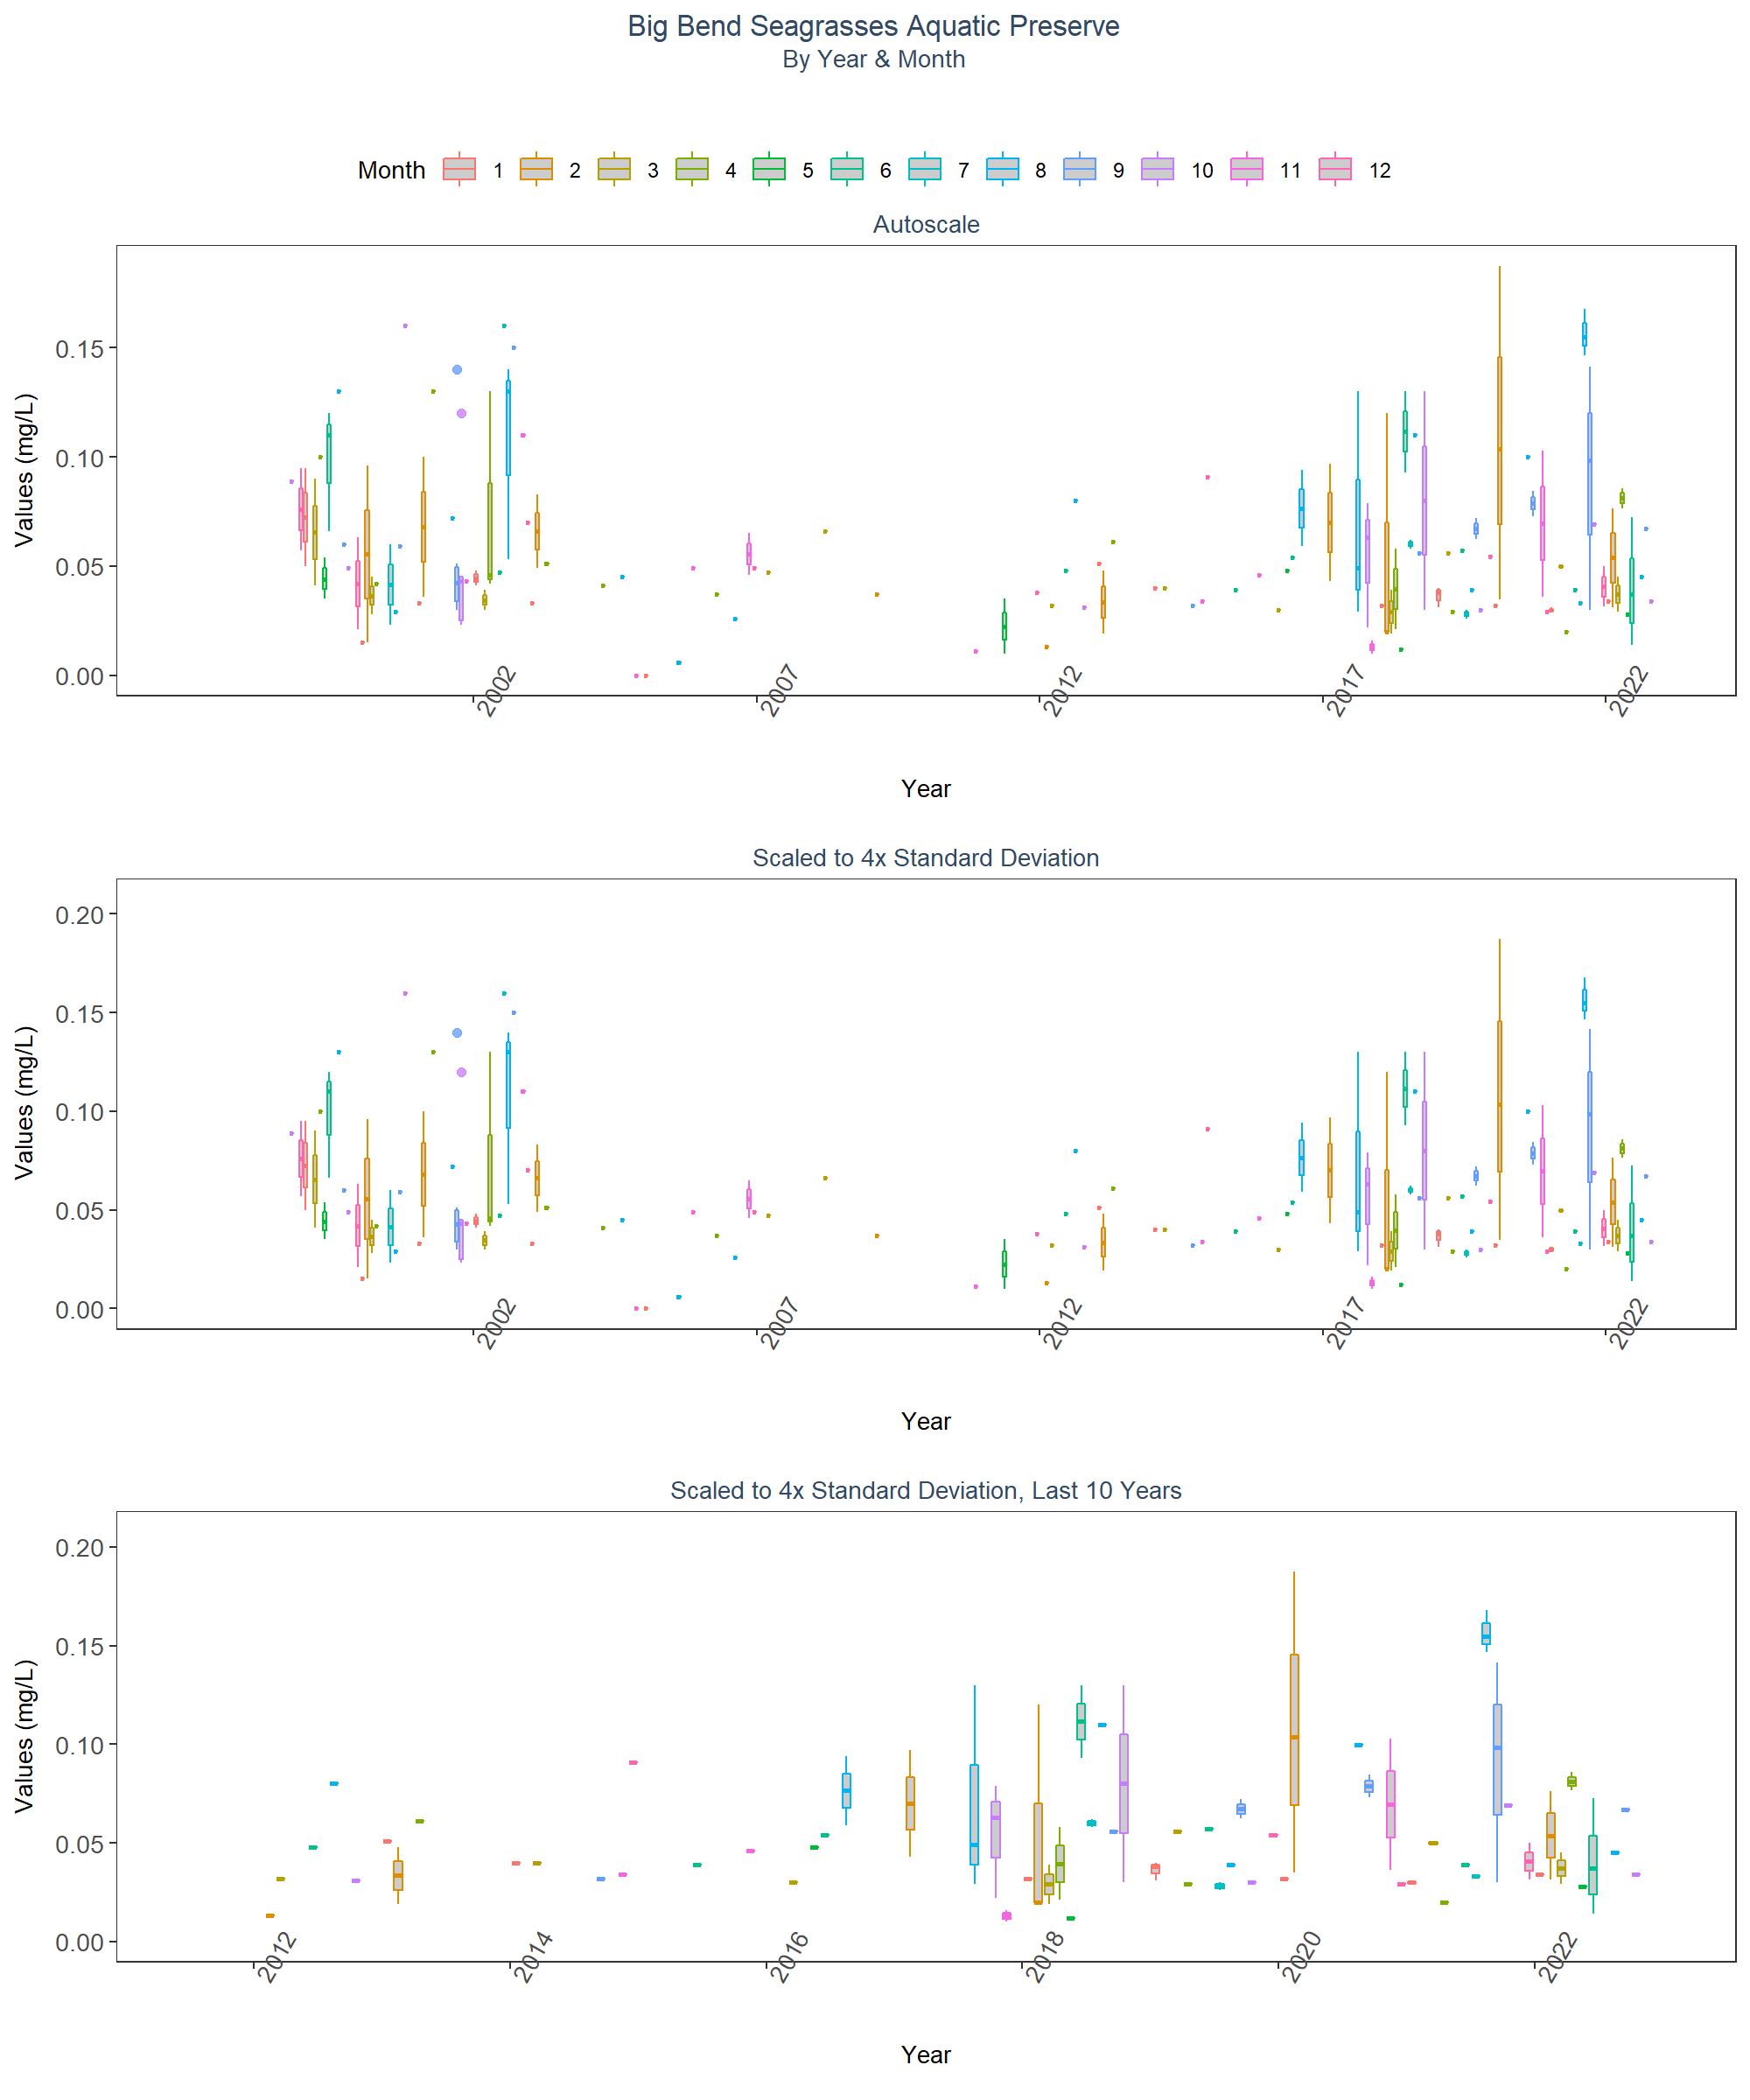 Big Bend Seagrasses Aquatic Preserve
By Year & Month
Month 1 2 3 4 5 6 7 8 9 10 11 12
Autoscale
Values (mg/L)
0.15
0.10
0.05
0.00
2002 2007 2012 2017 2022
Year
Scaled to 4x Standard Deviation
Values (mg/L)
0.20
0.15
0.10
0.05
0.00
2002 2007 2012 2017 2022
Year
Scaled to 4x Standard Deviation, Last 10 Years
Values (mg/L)
0.20
0.15
0.10
0.05
0.00
2012 2014 2016 2018 2020 2022
Year